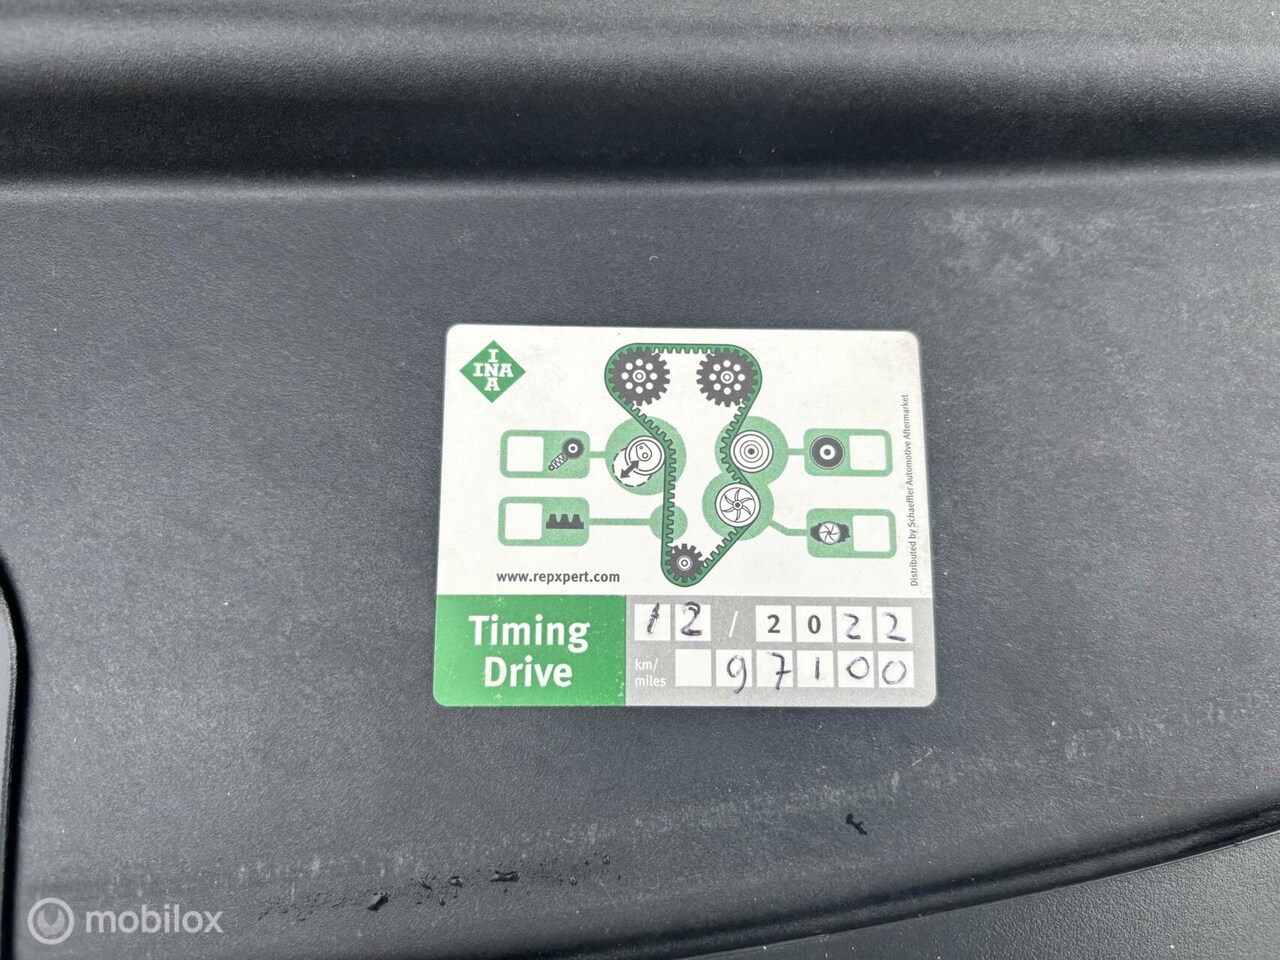 I
INA
A
Distributed by Schaeffler Automotive Aftermarket
www.repxpert.com
Timing
Drive
12 / 2022
km/
miles
97100
mobilox